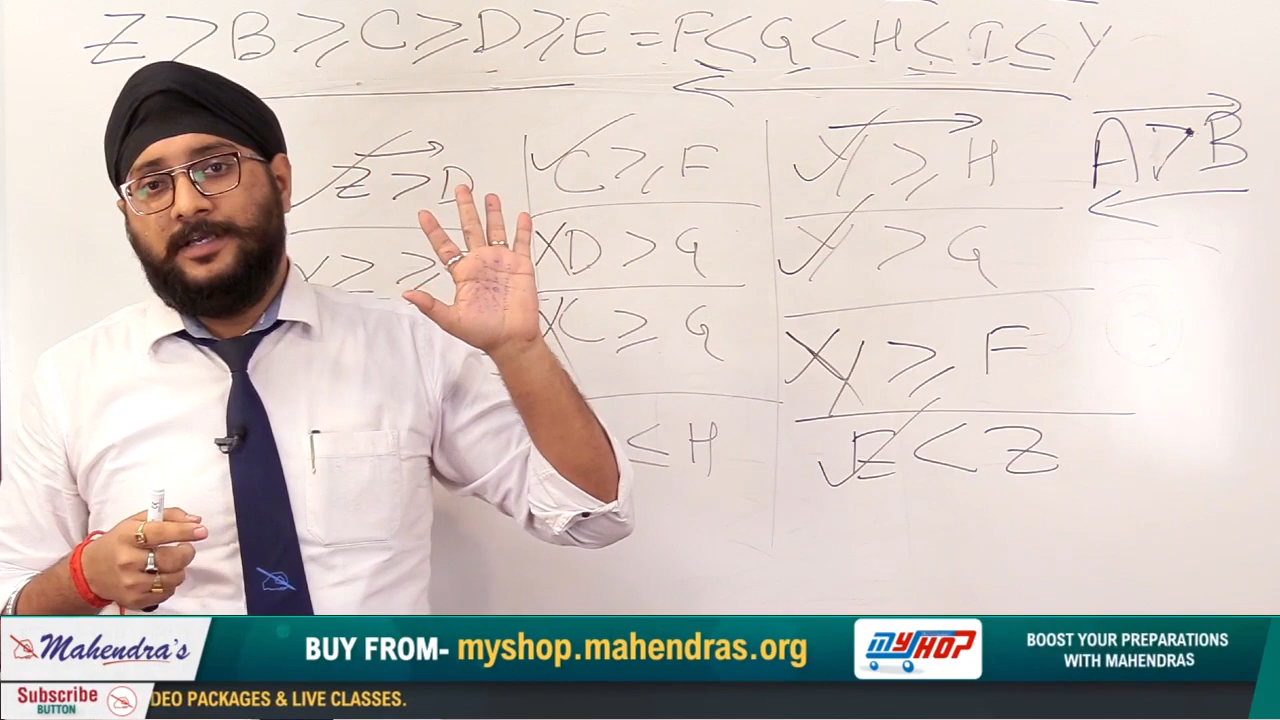 Z > B ⩾ C ⩾ D ⩾ E = F ≤ G < H ≤ I ≤ Y
Z > D
C ⩾ F
Y ⩾ H
A > B
D > G
Y > G
C ⩾ G
Y ⩾ F
≤ H
E < Z
Mahendra's
BUY FROM- myshop.mahendras.org
MYSHOP
BOOST YOUR PREPARATIONS
WITH MAHENDRAS
Subscribe
BUTTON
DEO PACKAGES & LIVE CLASSES.